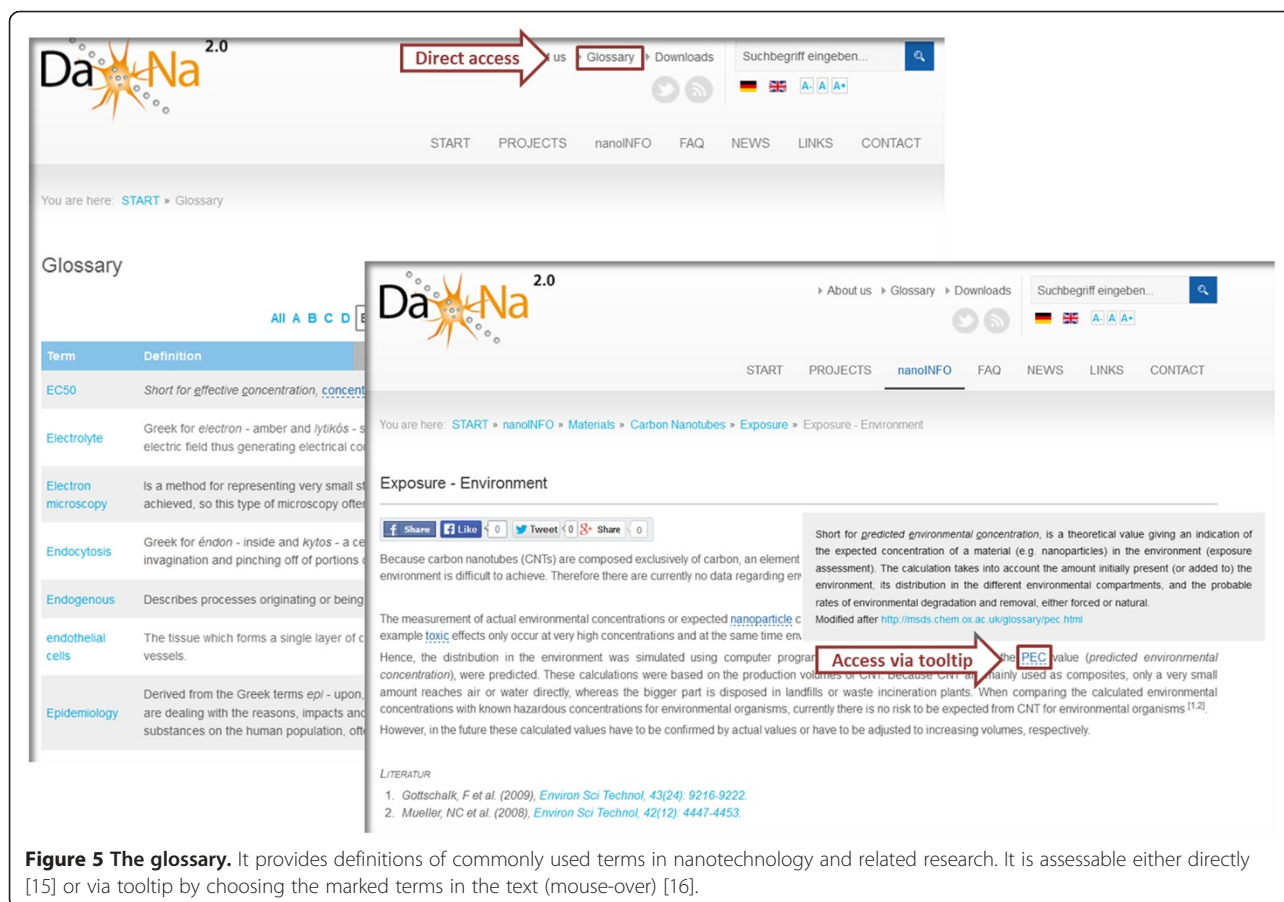 Da Na 2.0
Direct access
t us Glossary Downloads
Suchbegriff eingeben...
A- A A+
START PROJECTS nanoINFO FAQ NEWS LINKS CONTACT
You are here: START » Glossary
Glossary
All A B C D E
Term Definition
EC50 Short for effective concentration, concent
Electrolyte Greek for electron - amber and lytikós - s
electric field thus generating electrical co
Electron microscopy Is a method for representing very small st
achieved, so this type of microscopy ofte
Endocytosis Greek for éndon - inside and kytos - a ce
invagination and pinching off of portions
Endogenous Describes processes originating or being
endothelial cells The tissue which forms a single layer of c
vessels.
Epidemiology Derived from the Greek terms epi - upon,
are dealing with the reasons, impacts and
substances on the human population, oft
Da Na 2.0
About us Glossary Downloads
Suchbegriff eingeben...
A- A A+
START PROJECTS nanoINFO FAQ NEWS LINKS CONTACT
You are here: START » nanoINFO » Materials » Carbon Nanotubes » Exposure » Exposure - Environment
Exposure - Environment
Share Like 0 Tweet 0 Share 0
Because carbon nanotubes (CNTs) are composed exclusively of carbon, an element
environment is difficult to achieve. Therefore there are currently no data regarding en
Short for predicted environmental concentration, is a theoretical value giving an indication of
the expected concentration of a material (e.g. nanoparticles) in the environment (exposure
assessment). The calculation takes into account the amount initially present (or added to) the
environment, its distribution in the different environmental compartments, and the probable
rates of environmental degradation and removal, either forced or natural.
Modified after http://msds.chem.ox.ac.uk/glossary/pec.html
The measurement of actual environmental concentrations or expected nanoparticle c
example toxic effects only occur at very high concentrations and at the same time en
Access via tooltip
Hence, the distribution in the environment was simulated using computer progra the PEC value (predicted environmental
concentration), were predicted. These calculations were based on the production volumes of CNT. Because CNT are mainly used as composites, only a very small
amount reaches air or water directly, whereas the bigger part is disposed in landfills or waste incineration plants. When comparing the calculated environmental
concentrations with known hazardous concentrations for environmental organisms, currently there is no risk to be expected from CNT for environmental organisms [1,2].
However, in the future these calculated values have to be confirmed by actual values or have to be adjusted to increasing volumes, respectively.
LITERATUR
1. Gottschalk, F et al. (2009), Environ Sci Technol, 43(24): 9216-9222.
2. Mueller, NC et al. (2008), Environ Sci Technol, 42(12): 4447-4453.
Figure 5 The glossary. It provides definitions of commonly used terms in nanotechnology and related research. It is assessable either directly
[15] or via tooltip by choosing the marked terms in the text (mouse-over) [16].